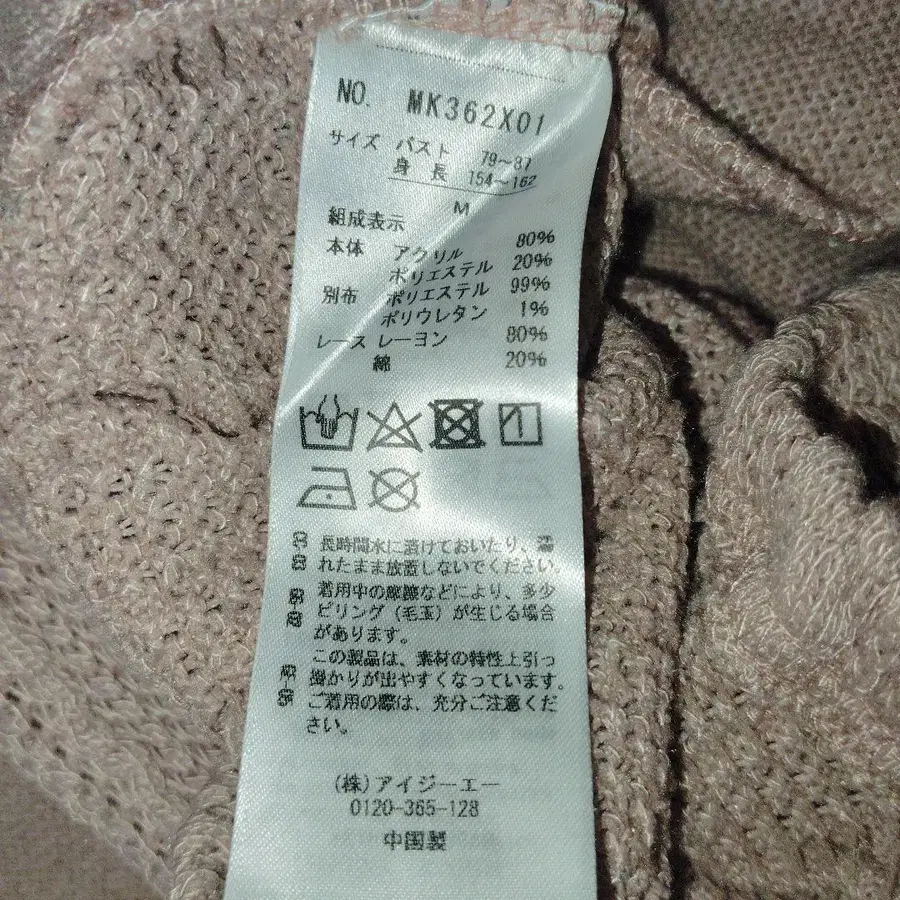 NO. MK362X01
サイズ バスト 79~87
身長 154~162
M
組成表示
本体 アクリル 80%
ポリエステル 20%
別布 ポリエステル 99%
ポリウレタン 1%
レース レーヨン 80%
綿 20%
長時間水に漬けておいたり、濡
れたまま放置しないでください。
着用中の摩擦などにより、多少
ピリング(毛玉)が生じる場合
があります。
この製品は、素材の特性上引っ
掛かりが出やすくなっています。
ご着用の際は、充分ご注意くだ
さい。
(株)アイジーエー
0120-365-128
中国製